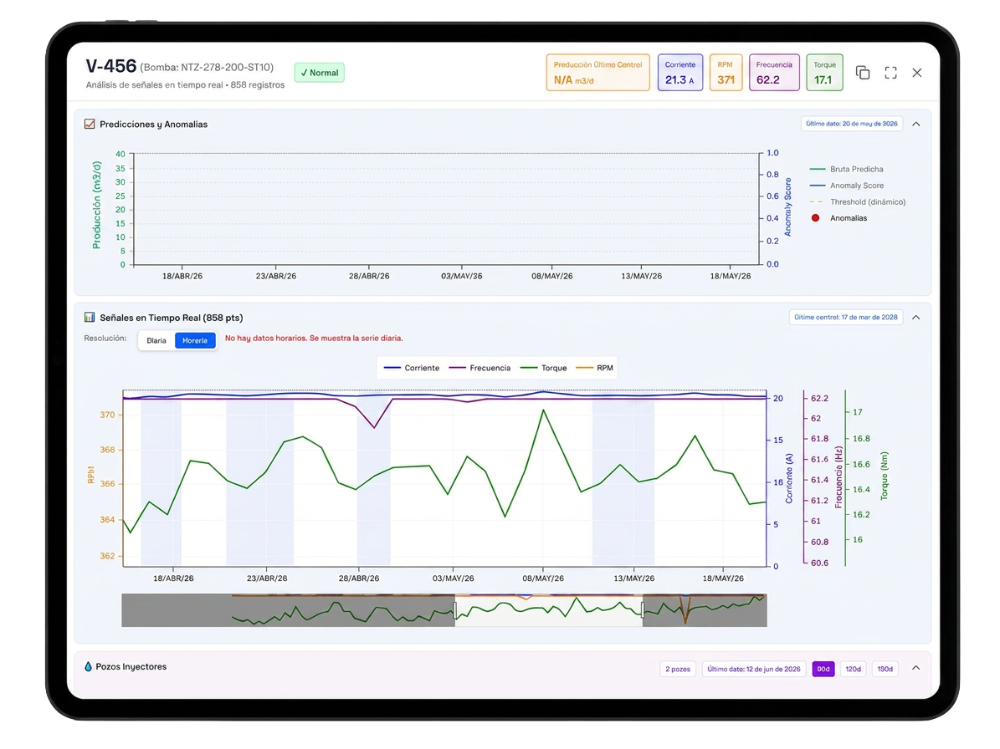 V-456 (Bomba: NTZ-278-200-ST10)
✓ Normal
Análisis de señales en tiempo real • 858 registros
Producción Último Control
N/A m3/d
Corriente
21.3 A
RPM
371
Frecuencia
62.2
Torque
17.1
Predicciones y Anomalias
Último dato: 20 de may de 3026
Producción
40
35
30
25
20
15
10
5
0
1.0
0.8
0.6
0.4
0.2
0.0
Anomaly Score
18/ABR/26 23/ABR/26 28/ABR/26 03/MAY/36 08/MAY/26 13/MAY/26 18/MAY/26
Bruta Predicha
Anomaly Score
Threshold (dinámico)
Anomalias
Señales en Tiempo Real (858 pts)
Último centrol: 17 de mar de 2028
Resolución:
Diaria
Horeria
No hay datos horarios. Se muestra la serie diaria.
Corriente Frecuencia Torque RPM
370
368
366
364
362
20
15
16
5
0
Corriente (A)
62.2
62
61.8
61.6
61.4
61.2
61
60.8
60.6
Frecuencia (Hz)
17
16.8
16.6
16.4
16.2
16
Torque (Nm)
18/ABR/26 23/ABR/26 28/ABR/26 03/MAY/26 08/MAY/26 13/MAY/26 18/MAY/26
Pozos Inyectores
2 pozes
Último dato: 12 de jun de 2026
00d
120d